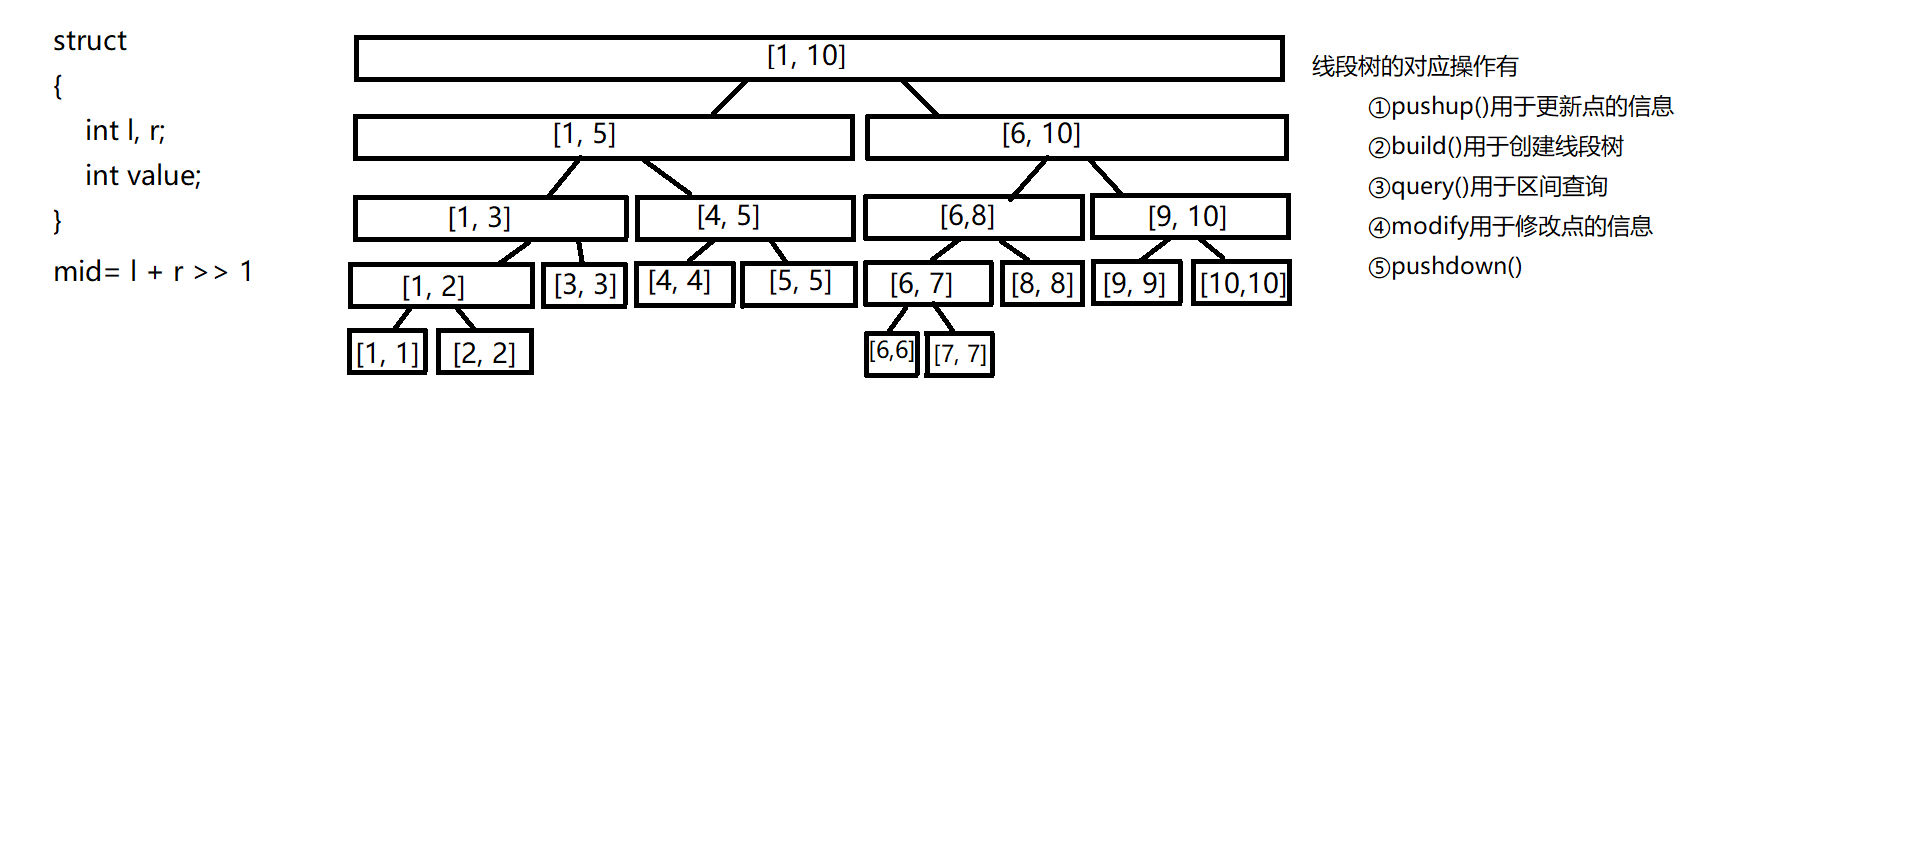 struct
{
int l, r;
int value;
}
mid= l + r >> 1
[1, 10]
[1, 5] [6, 10]
[1, 3] [4, 5] [6,8] [9, 10]
[1, 2] [3, 3] [4, 4] [5, 5] [6, 7] [8, 8] [9, 9] [10,10]
[1, 1] [2, 2] [6,6] [7, 7]
线段树的对应操作有
①pushup()用于更新点的信息
②build()用于创建线段树
③query()用于区间查询
④modify用于修改点的信息
⑤pushdown()